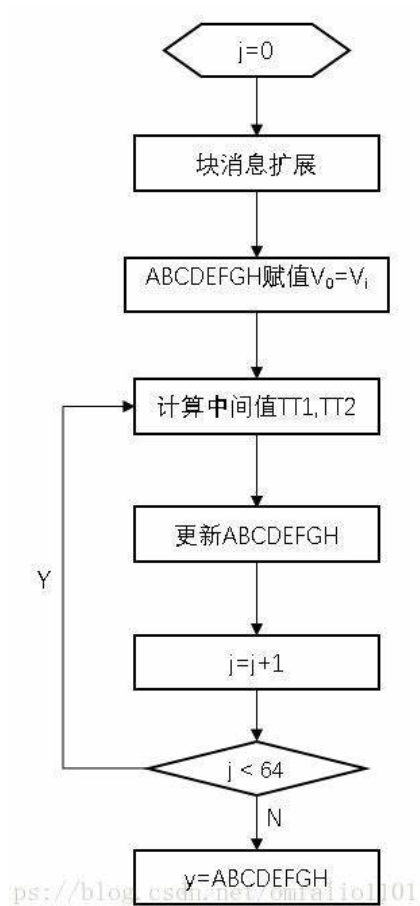 j=0
块消息扩展
ABCDEFGH赋值V₀=Vᵢ
计算中间值TT1,TT2
更新ABCDEFGH
Y
j=j+1
j < 64
N
y=ABCDEFGH